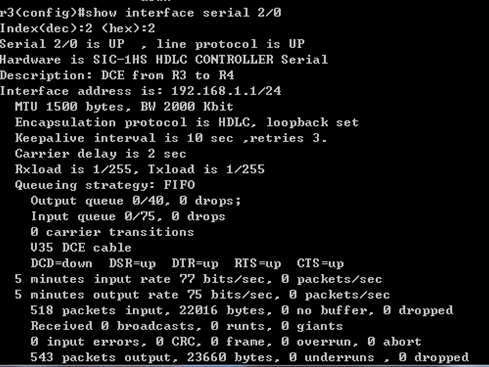 r3(config)#show interface serial 2/0
Index(dec):2 (hex):2
Serial 2/0 is UP  , line protocol is UP
Hardware is SIC-1HS HDLC CONTROLLER Serial
Description: DCE from R3 to R4
Interface address is: 192.168.1.1/24
  MTU 1500 bytes, BW 2000 Kbit
  Encapsulation protocol is HDLC, loopback set
  Keepalive interval is 10 sec ,retries 3.
  Carrier delay is 2 sec
  Rxload is 1/255, Txload is 1/255
  Queueing strategy: FIFO
    Output queue 0/40, 0 drops;
    Input queue 0/75, 0 drops
    0 carrier transitions
    V35 DCE cable
    DCD=down  DSR=up  DTR=up  RTS=up  CTS=up
  5 minutes input rate 77 bits/sec, 0 packets/sec
  5 minutes output rate 75 bits/sec, 0 packets/sec
    518 packets input, 22016 bytes, 0 no buffer, 0 dropped
    Received 0 broadcasts, 0 runts, 0 giants
    0 input errors, 0 CRC, 0 frame, 0 overrun, 0 abort
    543 packets output, 23660 bytes, 0 underruns , 0 dropped